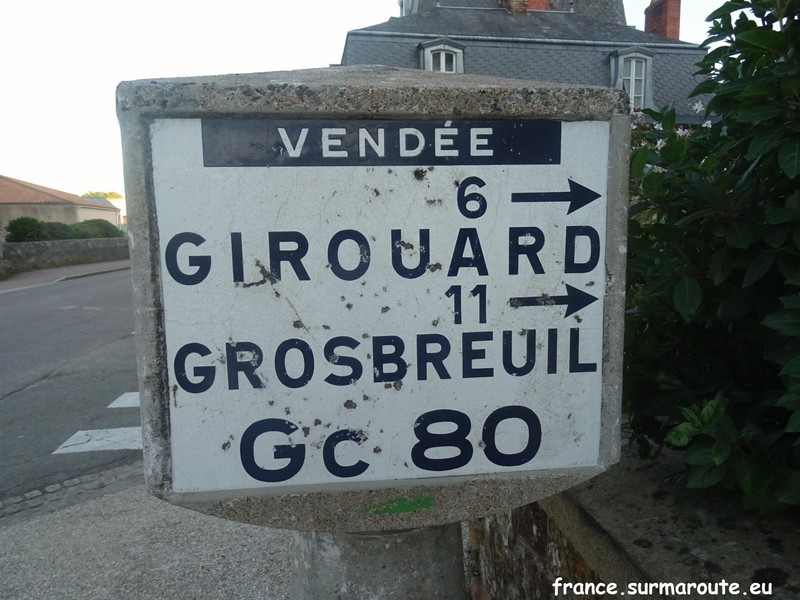 VENDÉE
6
GIROUARD
11
GROSBREUIL
Gc 80
france.surmaroute.eu